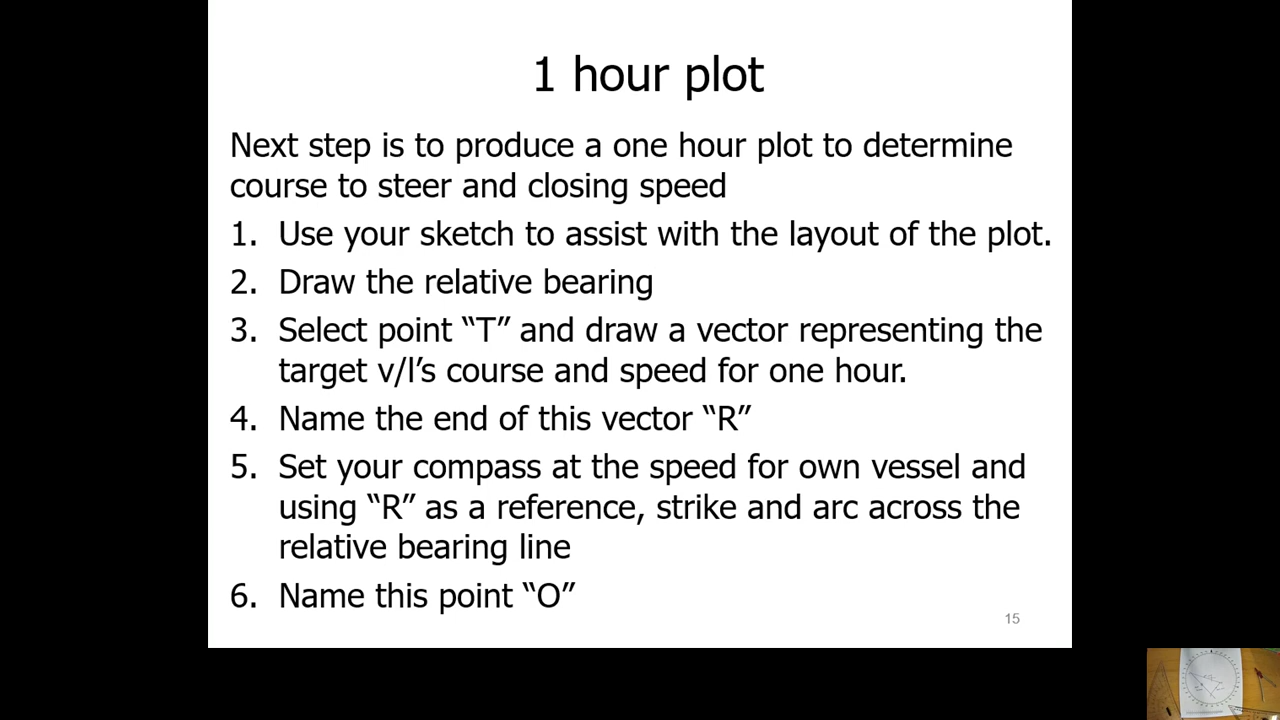 1 hour plot
Next step is to produce a one hour plot to determine
course to steer and closing speed
1. Use your sketch to assist with the layout of the plot.
2. Draw the relative bearing
3. Select point “T” and draw a vector representing the
target v/l’s course and speed for one hour.
4. Name the end of this vector “R”
5. Set your compass at the speed for own vessel and
using “R” as a reference, strike and arc across the
relative bearing line
6. Name this point “O”
15